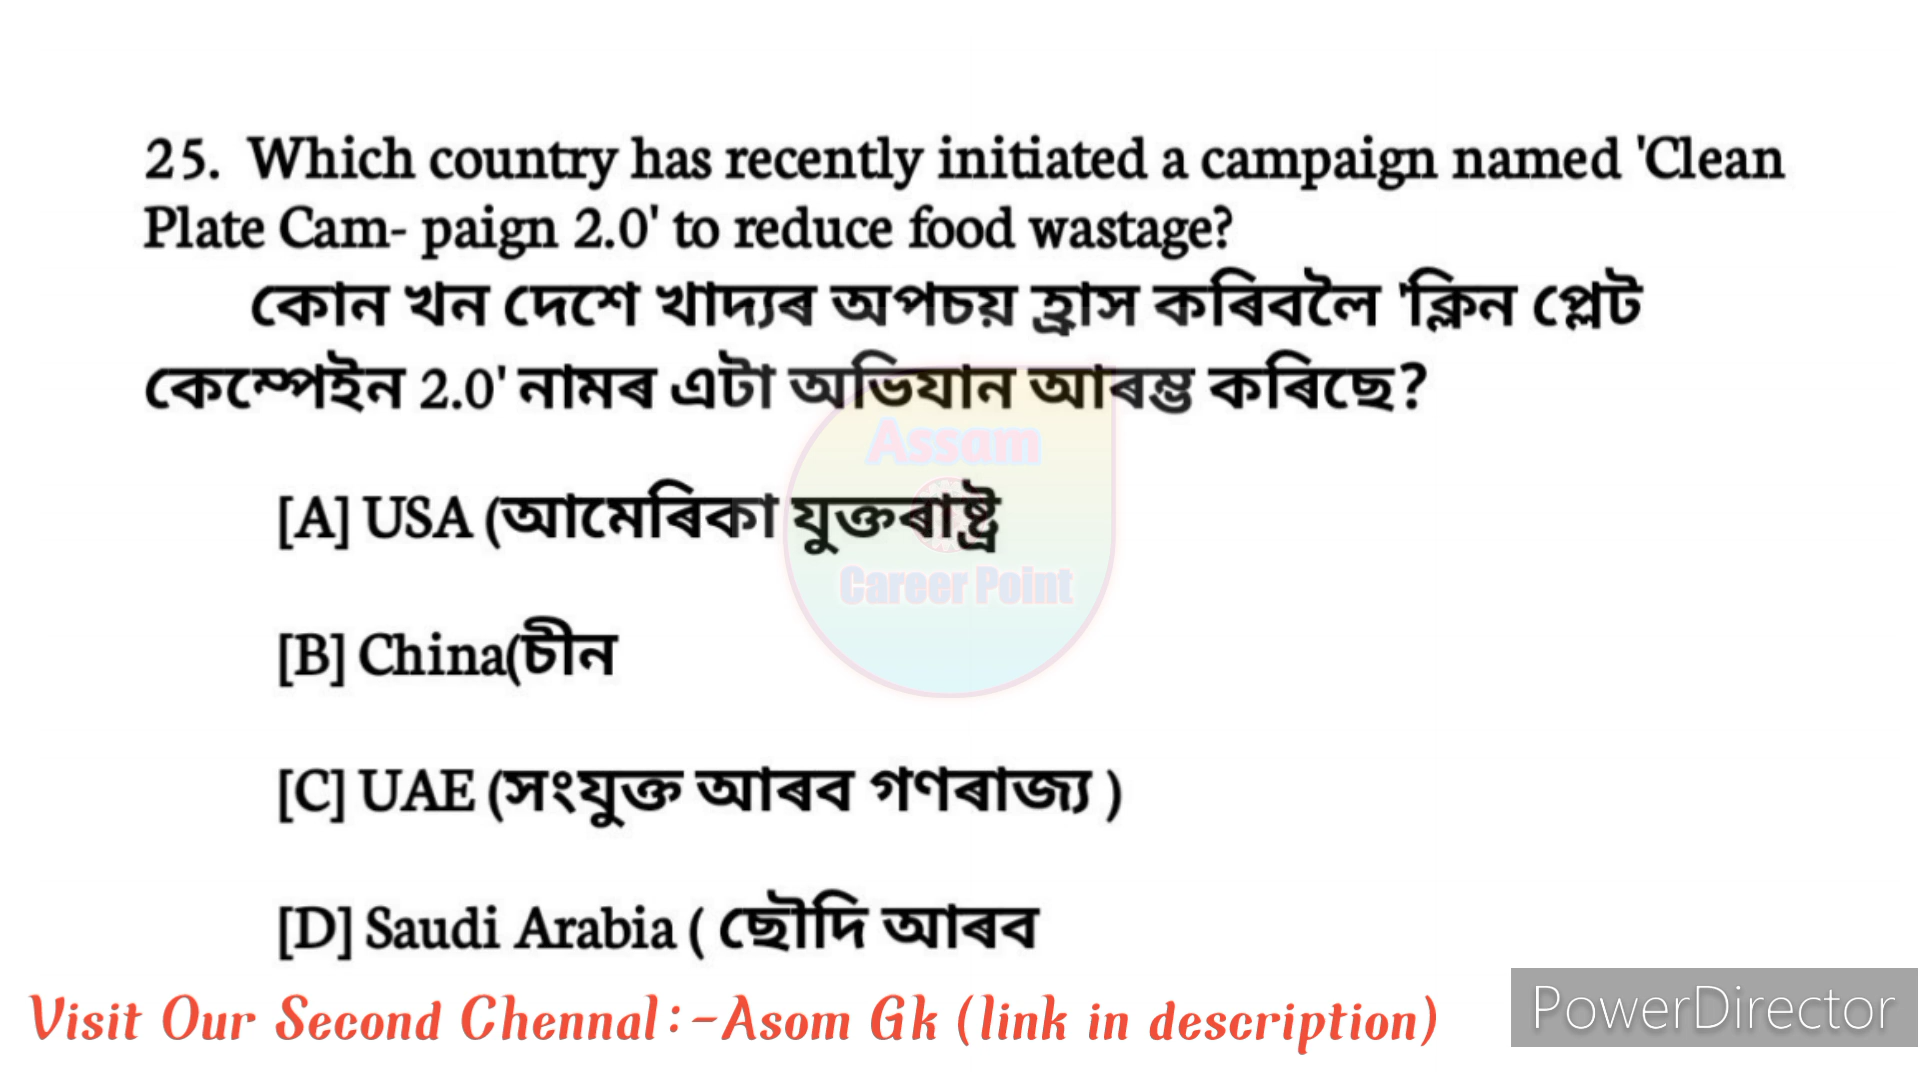 25. Which country has recently initiated a campaign named 'Clean
Plate Cam- paign 2.0' to reduce food wastage?
কোন খন দেশে খাদ্যৰ অপচয় হ্ৰাস কৰিবলৈ 'ক্লিন প্লেট
কেম্পেইন 2.0' নামৰ এটা অভিযান আৰম্ভ কৰিছে?
Assam
[A] USA (আমেৰিকা যুক্তৰাষ্ট্ৰ
Career Point
[B] China(চীন
[C] UAE (সংযুক্ত আৰব গণৰাজ্য )
[D] Saudi Arabia ( ছৌদি আৰব
Visit Our Second Chennal:-Asom Gk (link in description)
PowerDirector